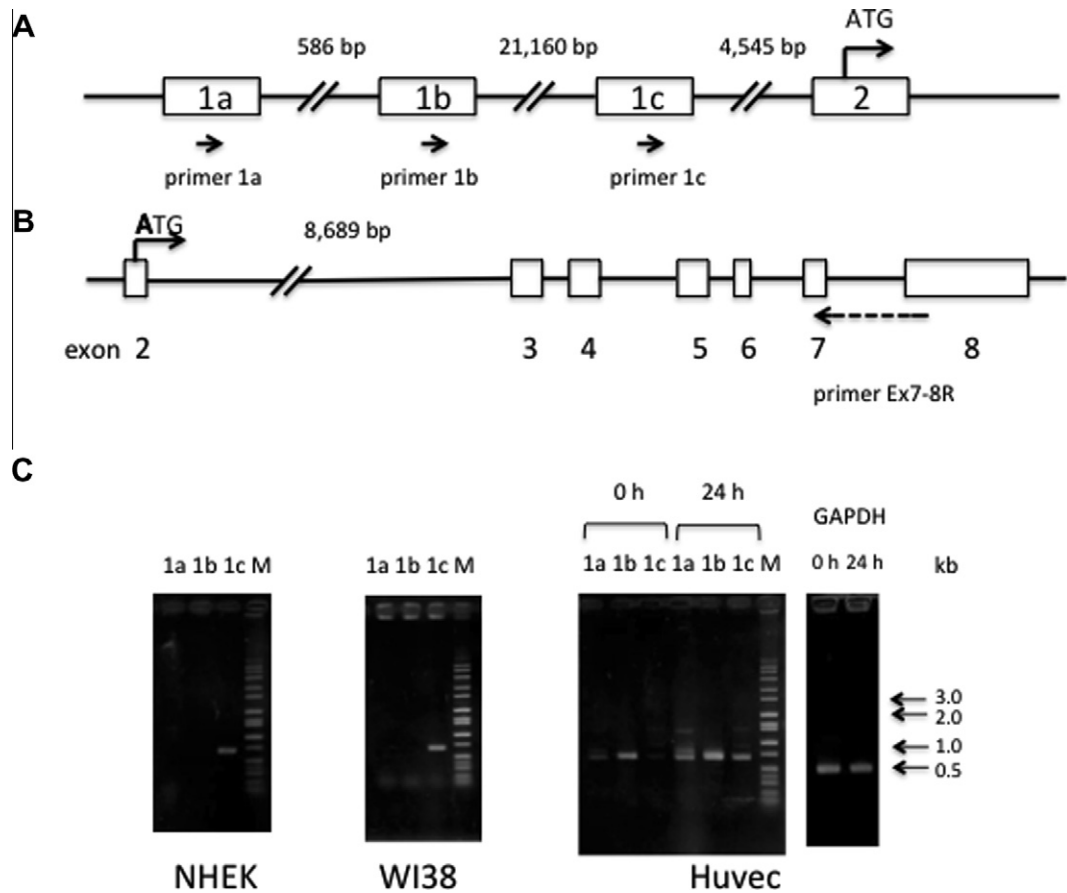 A
ATG
586 bp 21,160 bp 4,545 bp
1a 1b 1c 2
primer 1a primer 1b primer 1c
B
ATG
8,689 bp
exon 2 3 4 5 6 7 8
primer Ex7-8R
C
0 h 24 h
GAPDH
1a 1b 1c M 1a 1b 1c M 1a 1b 1c 1a 1b 1c M 0 h 24 h kb
3.0
2.0
1.0
0.5
NHEK WI38 Huvec